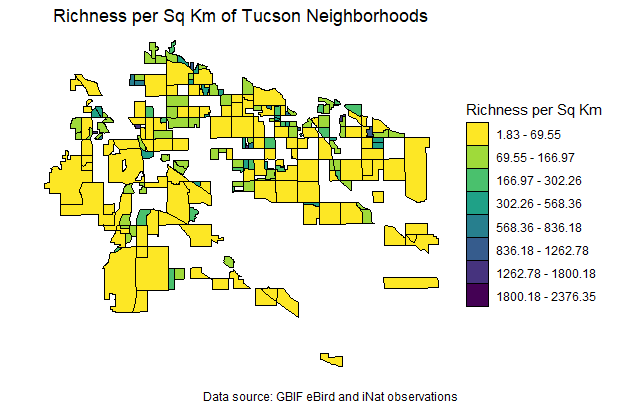 Richness per Sq Km of Tucson Neighborhoods
Richness per Sq Km
1.83 - 69.55
69.55 - 166.97
166.97 - 302.26
302.26 - 568.36
568.36 - 836.18
836.18 - 1262.78
1262.78 - 1800.18
1800.18 - 2376.35
Data source: GBIF eBird and iNat observations